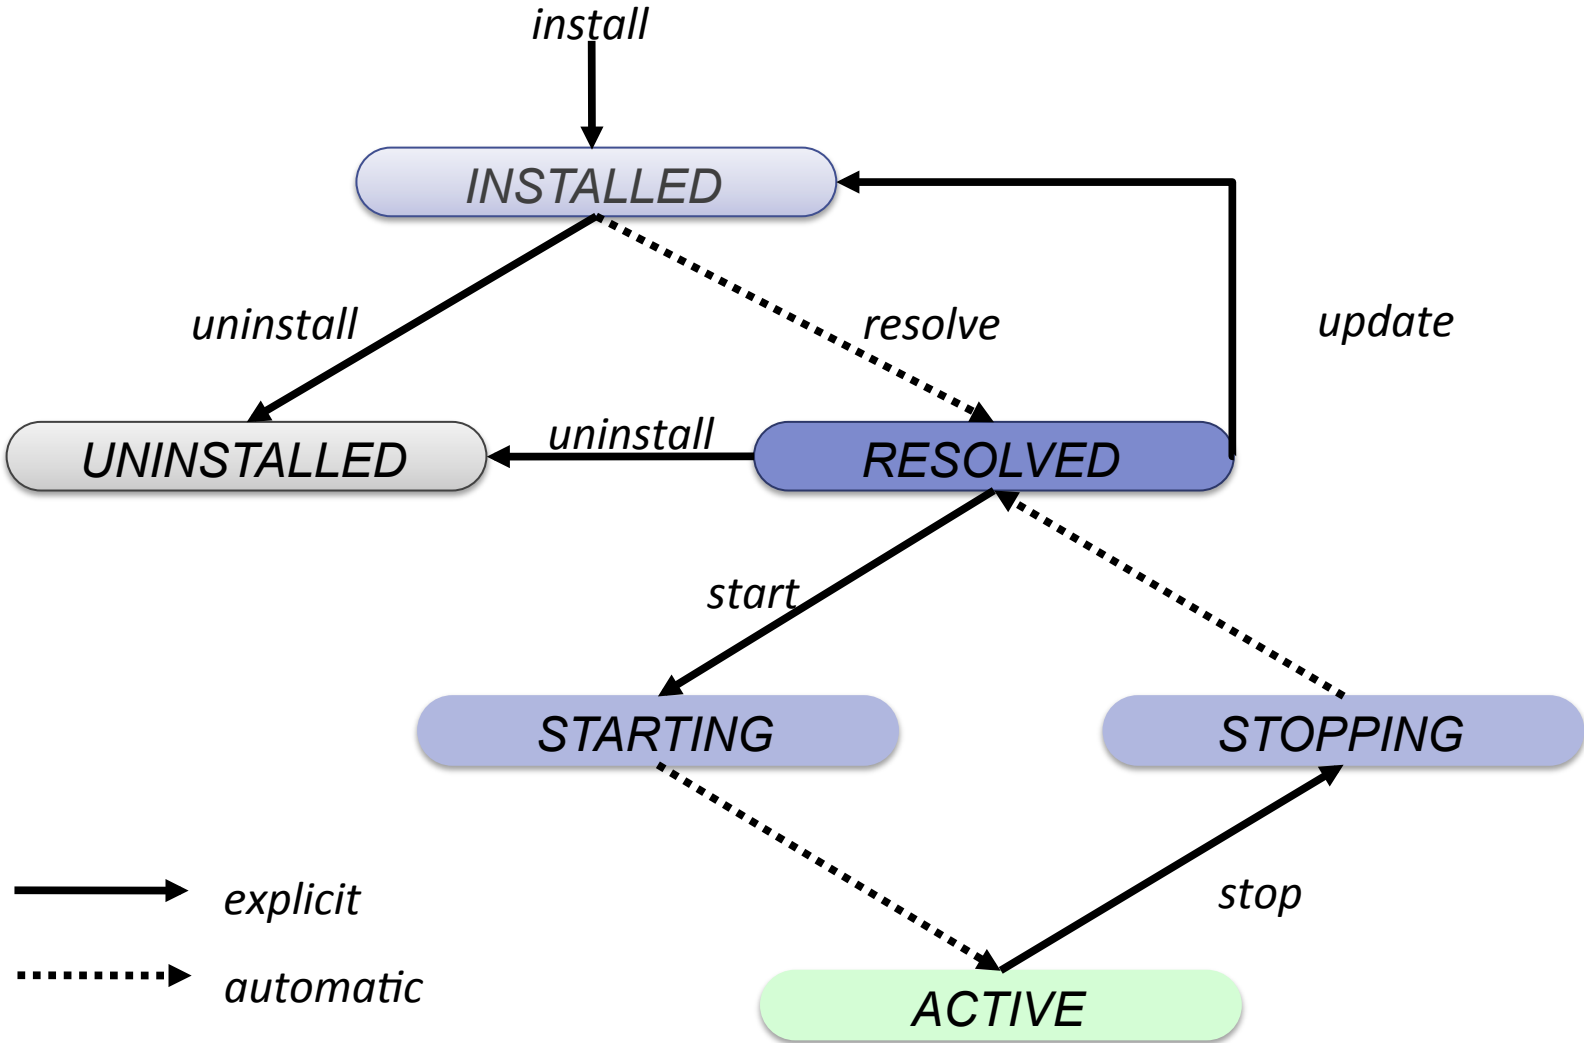 install
INSTALLED
uninstall
resolve
update
UNINSTALLED
uninstall
RESOLVED
start
STARTING
STOPPING
explicit
stop
automatic
ACTIVE